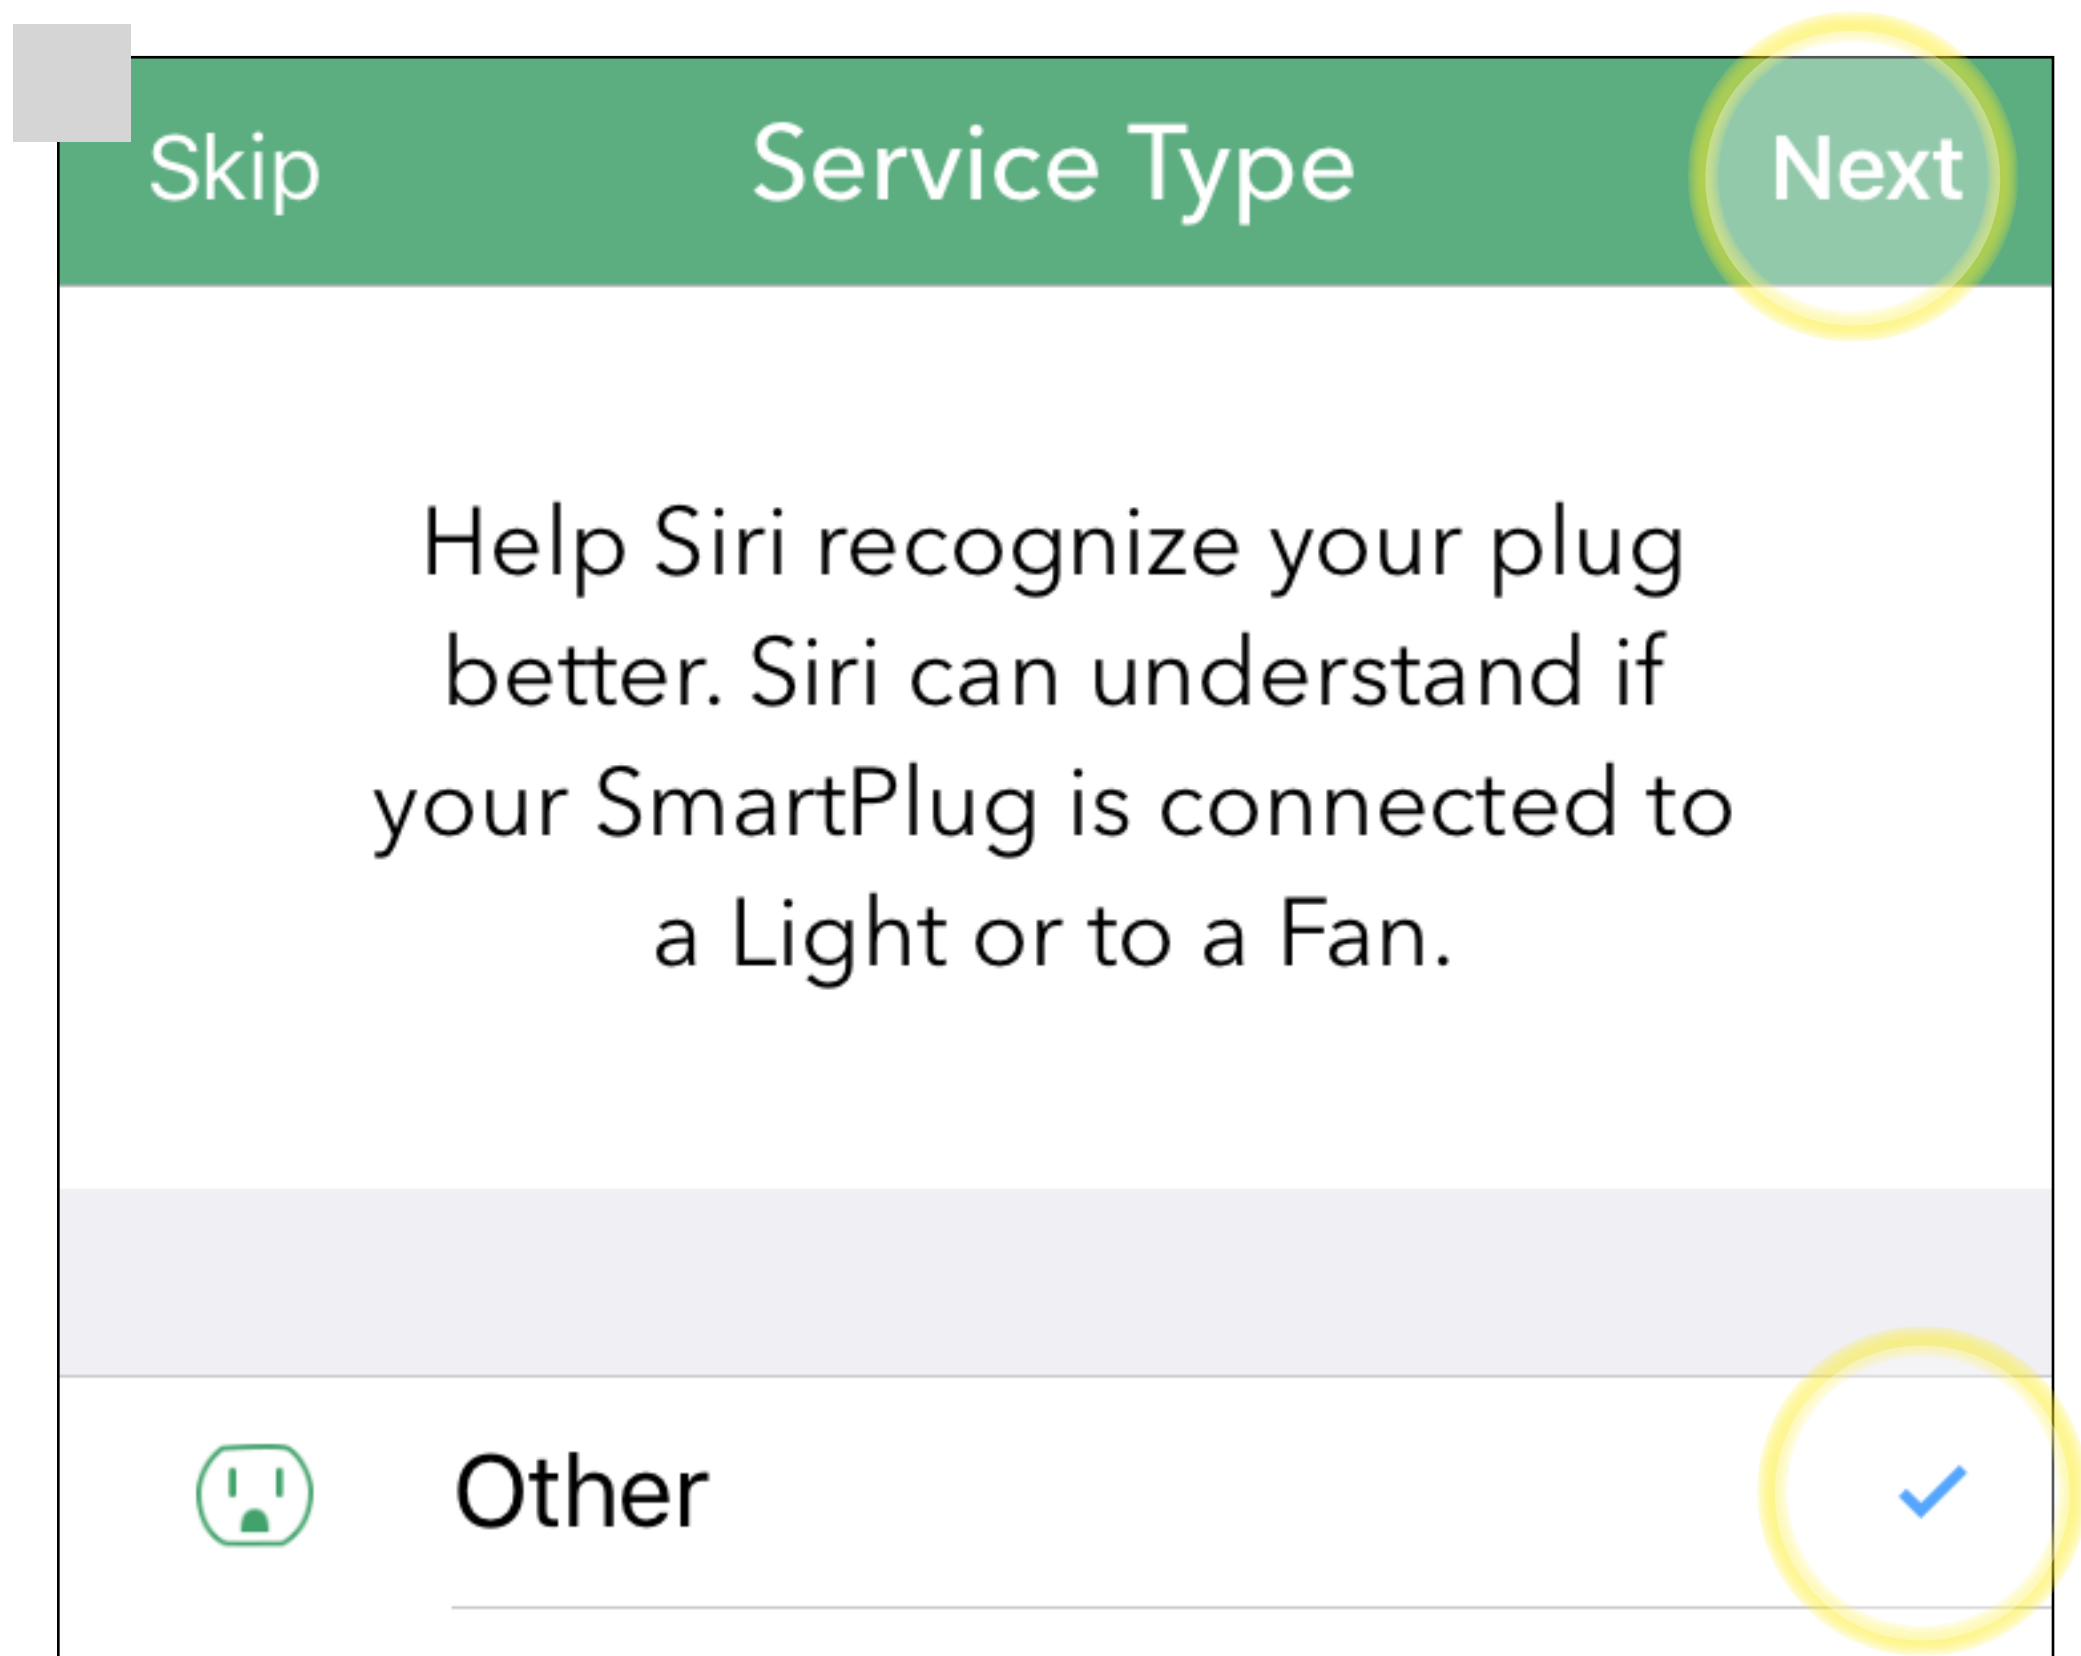 Skip Service Type Next
Help Siri recognize your plug
better. Siri can understand if
your SmartPlug is connected to
a Light or to a Fan.
Other